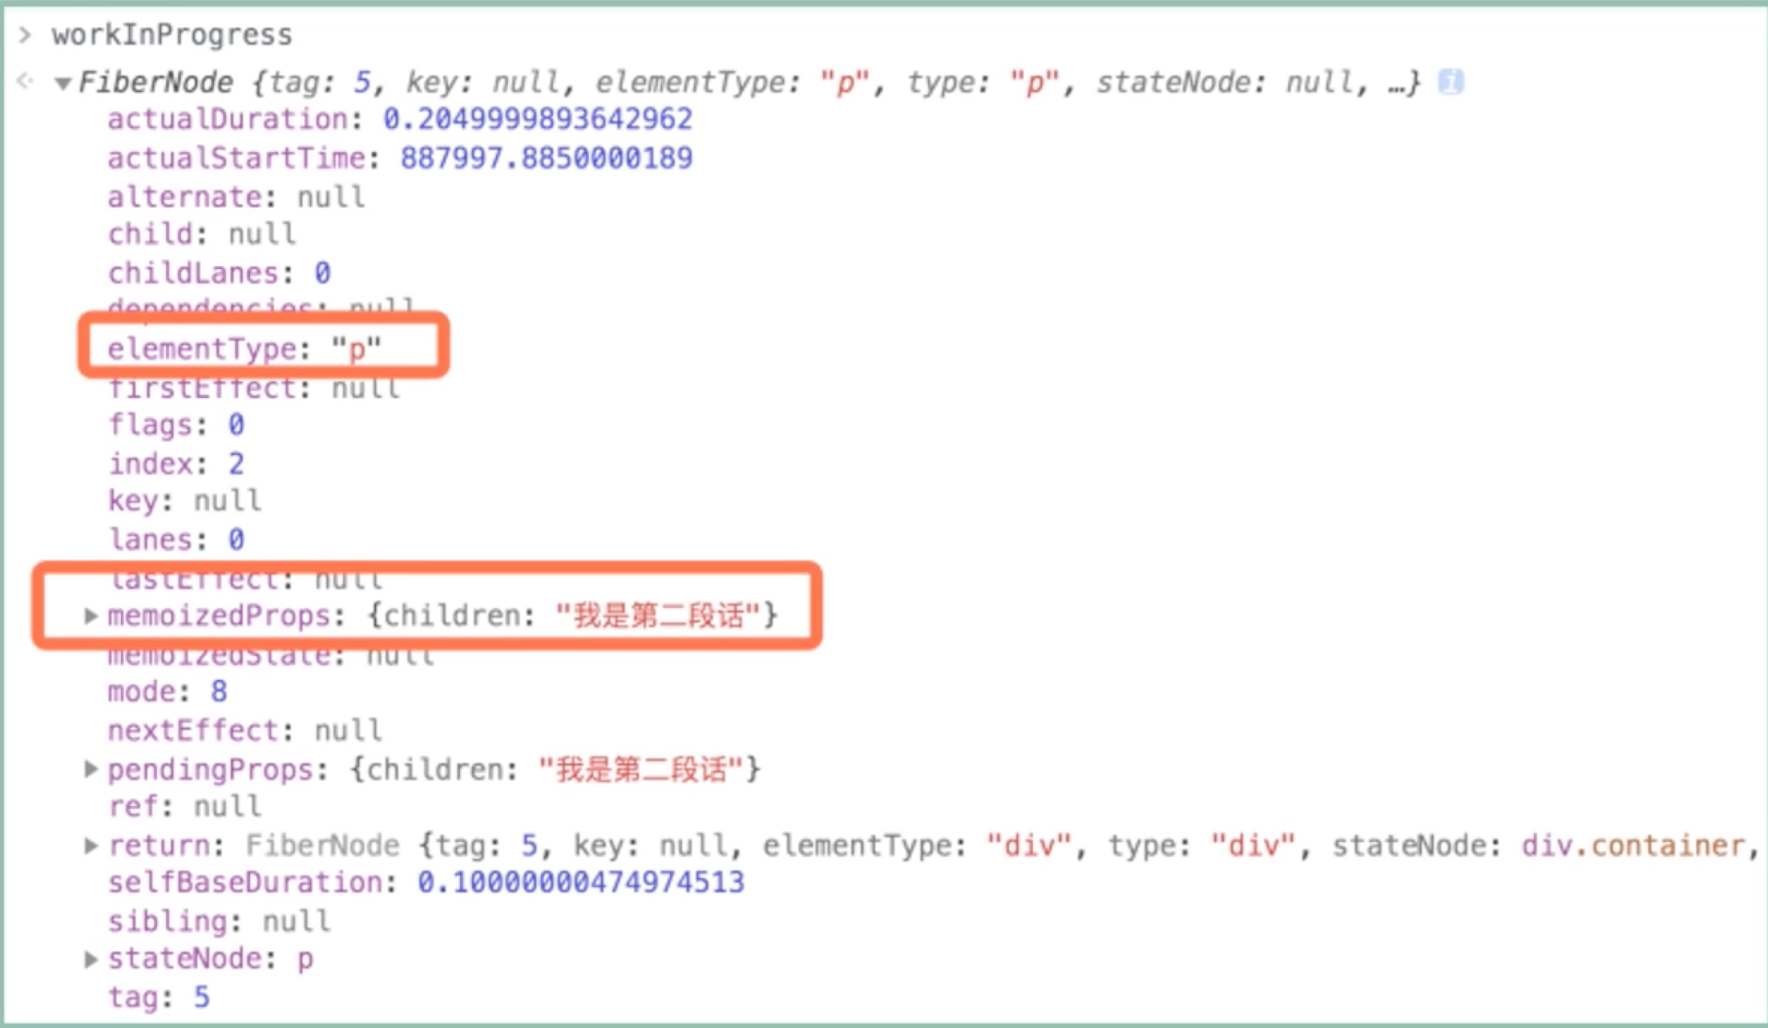 > workInProgress
FiberNode {tag: 5, key: null, elementType: "p", type: "p", stateNode: null, …} i
actualDuration: 0.2049999893642962
actualStartTime: 887997.8850000189
alternate: null
child: null
childLanes: 0
dependencies: null
elementType: "p"
firstEffect: null
flags: 0
index: 2
key: null
lanes: 0
lastEffect: null
memoizedProps: {children: "我是第二段话"}
memoizedState: null
mode: 8
nextEffect: null
pendingProps: {children: "我是第二段话"}
ref: null
return: FiberNode {tag: 5, key: null, elementType: "div", type: "div", stateNode: div.container,
selfBaseDuration: 0.10000000474974513
sibling: null
stateNode: p
tag: 5